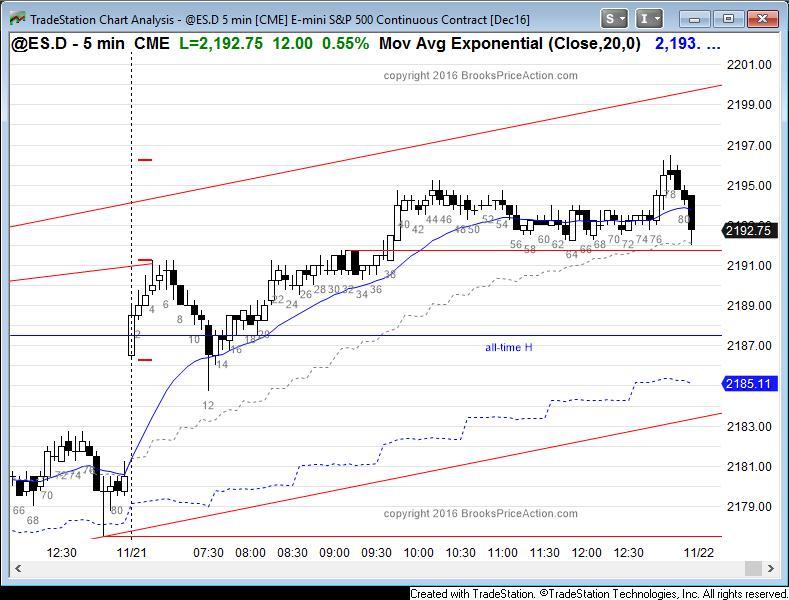 TradeStation Chart Analysis - @ES.D 5 min [CME] E-mini S&P 500 Continuous Contract [Dec16]
S I
@ES.D - 5 min CME L=2,192.75 12.00 0.55% Mov Avg Exponential (Close,20,0) 2,193. ...
copyright 2016 BrooksPriceAction.com
2201.00
2199.00
2197.00
2195.00
2192.75
2191.00
2189.00
2187.00
2185.11
2183.00
2181.00
2179.00
40 42 44 46 48 50 52 54 56 58 60 62 64 66 68 70 72 74 76 78 80
2 4 6 8 10 12 14 16 18 20 22 24 26 28 30 32 34 36 38
all-time H
66 68 70 72 74 76 80
copyright 2016 BrooksPriceAction.com
12:30 11/21 07:30 08:00 08:30 09:00 09:30 10:00 10:30 11:00 11:30 12:00 12:30 11/22
Created with TradeStation. ©TradeStation Technologies, Inc. All rights reserved.